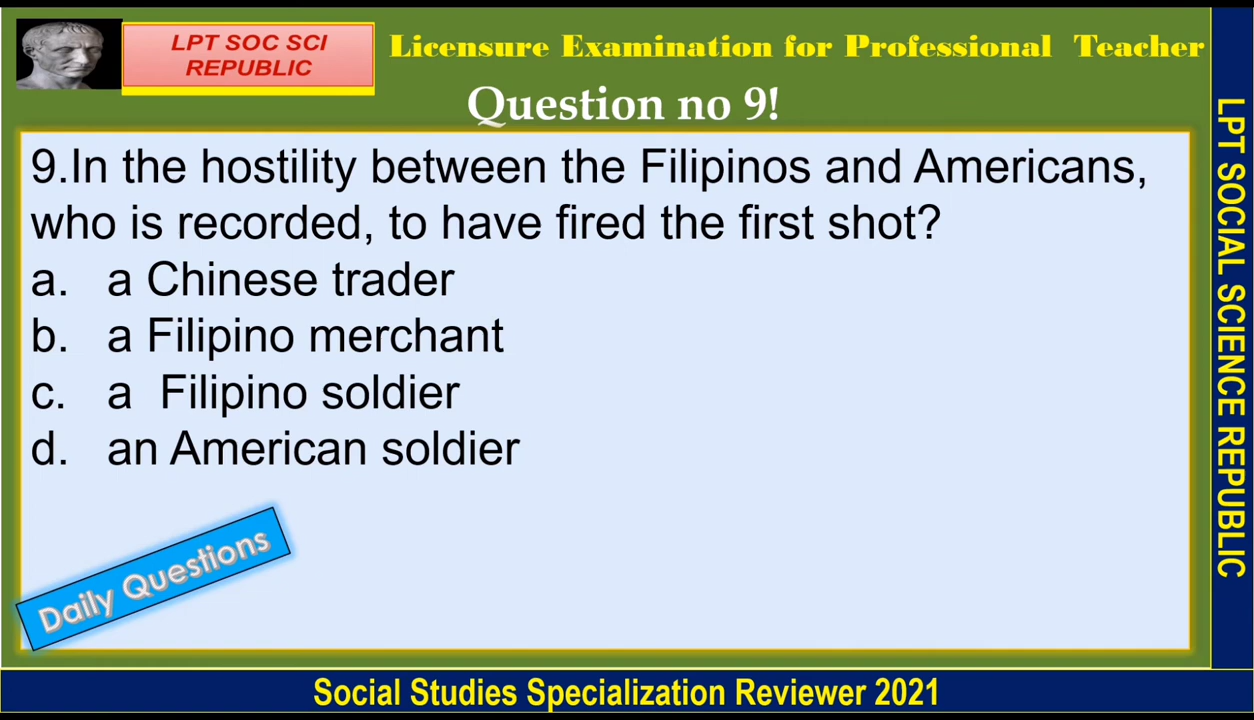 LPT SOC SCI
REPUBLIC
Licensure Examination for Professional Teacher
Question no 9!
9.In the hostility between the Filipinos and Americans,
who is recorded, to have fired the first shot?
a. a Chinese trader
b. a Filipino merchant
c. a Filipino soldier
d. an American soldier
Daily Questions
LPT SOCIAL SCIENCE REPUBLIC
Social Studies Specialization Reviewer 2021